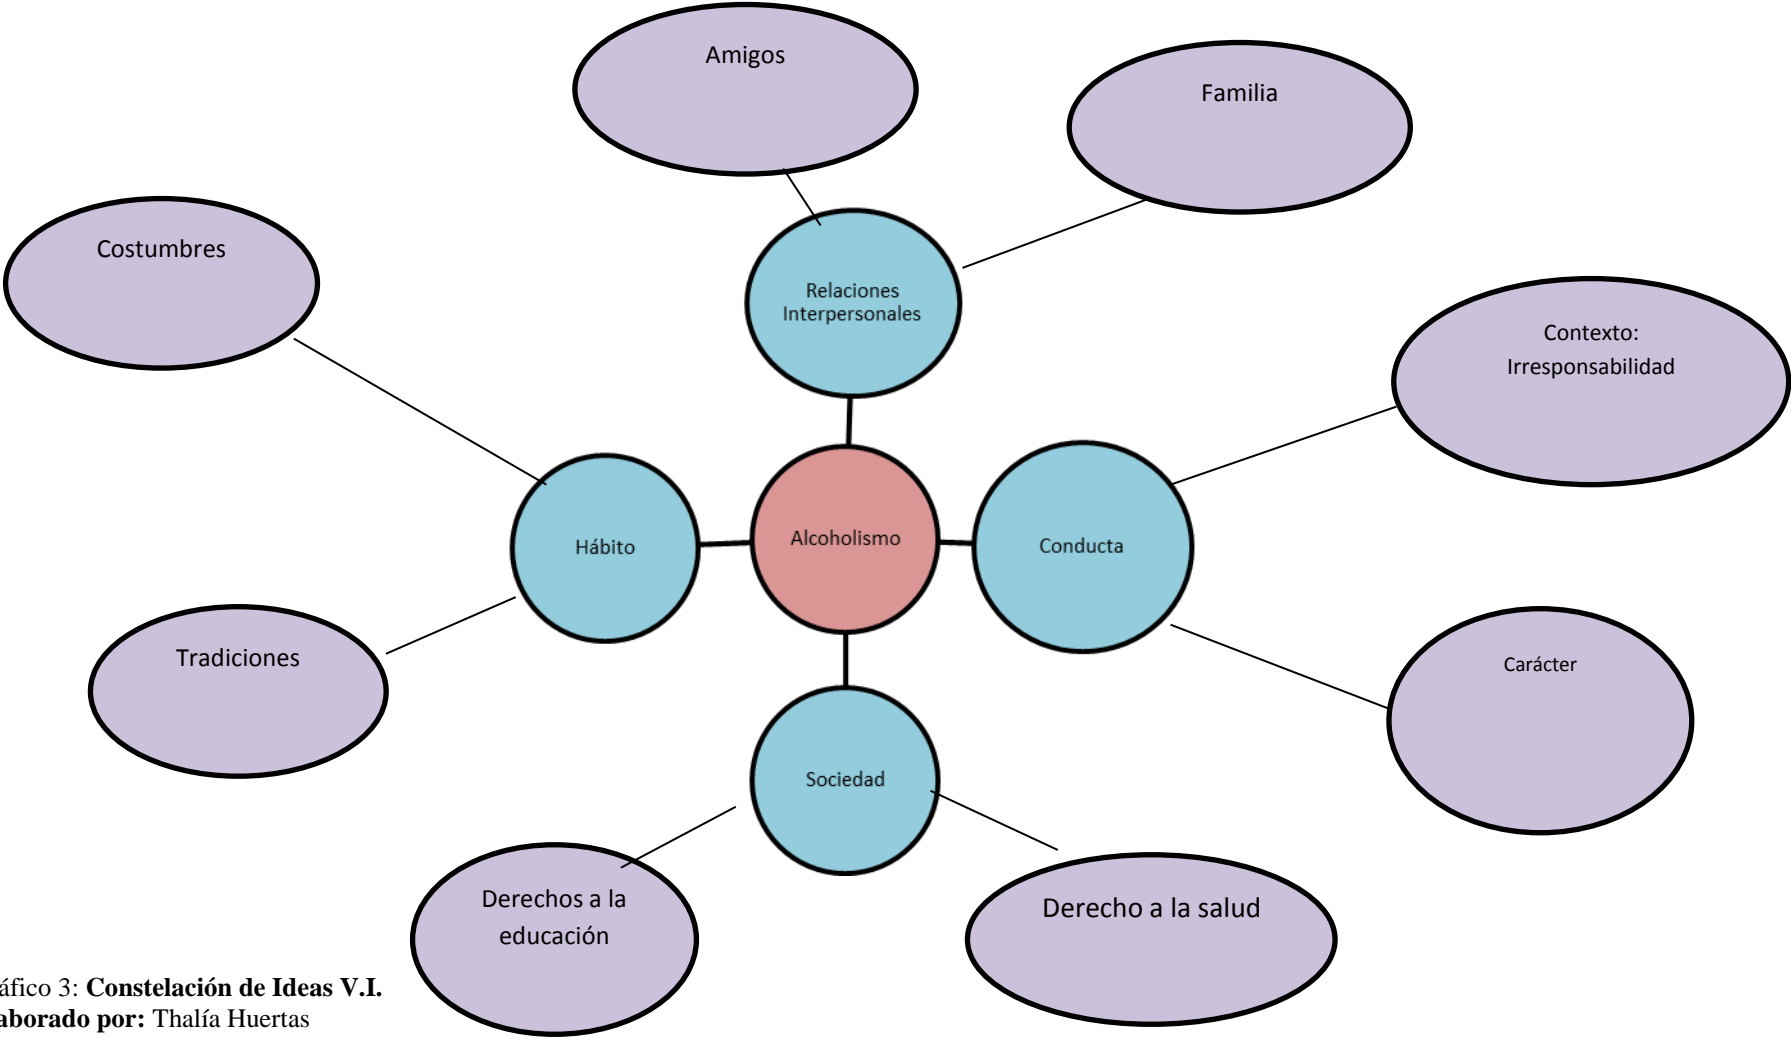 Amigos
Familia
Costumbres
Relaciones
Interpersonales
Contexto:
Irresponsabilidad
Hábito
Alcoholismo
Conducta
Tradiciones
Carácter
Sociedad
Derechos a la
educación
Derecho a la salud
áfico 3: Constelación de Ideas V.I.
aborado por: Thalía Huertas